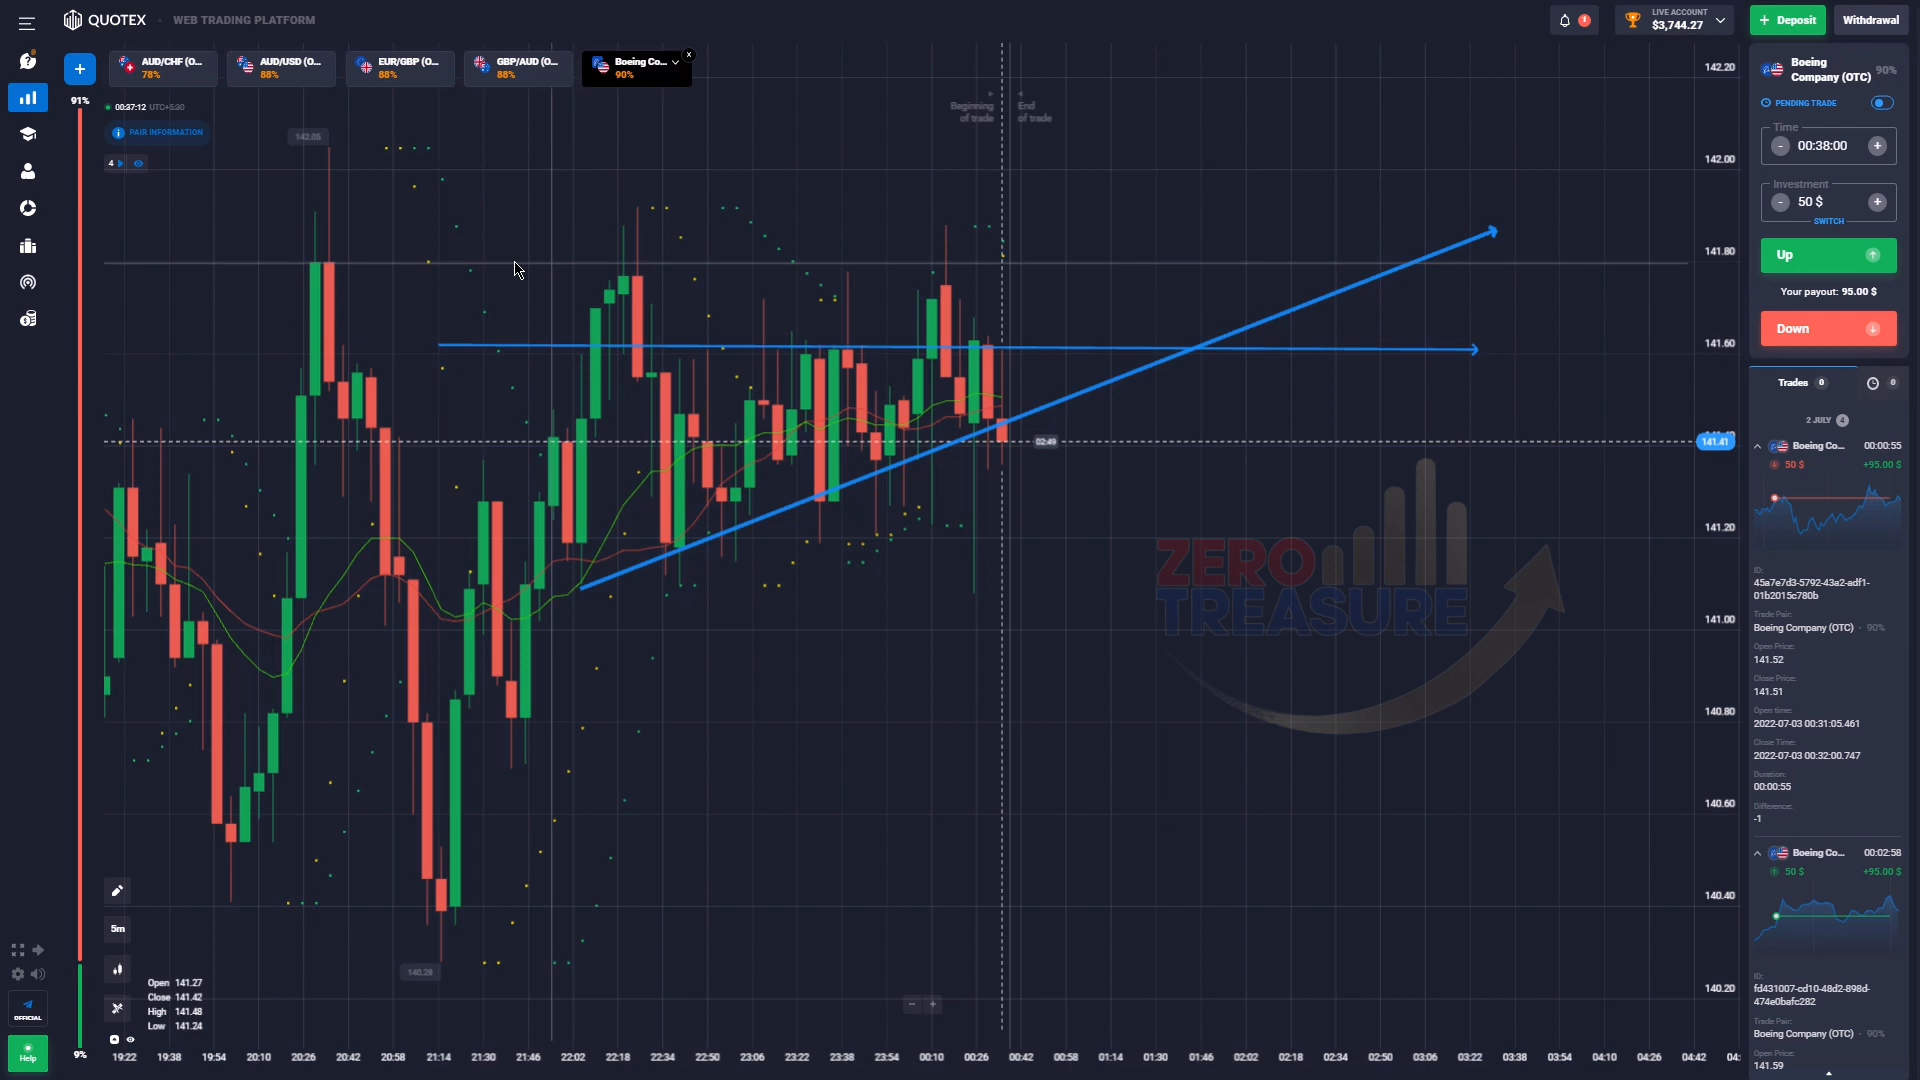 QUOTEX
WEB TRADING PLATFORM
1
LIVE ACCOUNT
$3,744.27
+ Deposit
Withdrawal
+
AUD/CHF (O...
78%
AUD/USD (O...
88%
EUR/GBP (O...
88%
GBP/AUD (O...
88%
Boeing Co...
90%
91%
00:37:12 UTC+5:30
PAIR INFORMATION
4
142.05
Beginning
of trade
End
of trade
142.20
142.00
141.80
141.60
141.41
141.20
141.00
140.80
140.60
140.40
140.20
02:49
ZERO
TREASURE
140.28
5m
Open 141.27
Close 141.42
High 141.48
Low 141.24
OFFICIAL
Help
9%
19:22 19:38 19:54 20:10 20:26 20:42 20:58 21:14 21:30 21:46 22:02 22:18 22:34 22:50 23:06 23:22 23:38 23:54 00:10 00:26 00:42 00:58 01:14 01:30 01:46 02:02 02:18 02:34 02:50 03:06 03:22 03:38 03:54 04:10 04:26 04:42 04:
Boeing
Company (OTC) 90%
PENDING TRADE
Time
- 00:38:00 +
Investment
- 50 $ +
SWITCH
Up
Your payout: 95.00 $
Down
Trades 0
0
2 JULY 4
Boeing Co... 00:00:55
50 $ +95.00 $
ID:
45a7e7d3-5792-43a2-adf1-
01b2015c780b
Trade Pair:
Boeing Company (OTC) - 90%
Open Price:
141.52
Close Price:
141.51
Open time:
2022-07-03 00:31:05.461
Close Time:
2022-07-03 00:32:00.747
Duration:
00:00:55
Difference:
-1
Boeing Co... 00:02:58
50 $ +95.00 $
ID:
fd431007-cd10-48d2-898d-
474e0bafc282
Trade Pair:
Boeing Company (OTC) - 90%
Open Price:
141.59